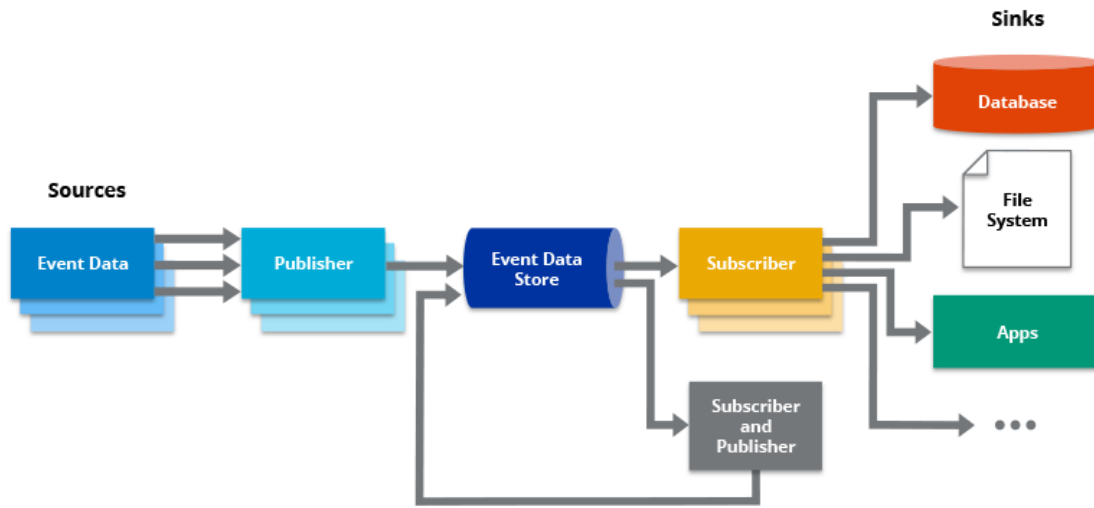 Sinks
Database
Sources
File
System
Event Data
Publisher
Event Data
Store
Subscriber
Apps
Subscriber
and
Publisher